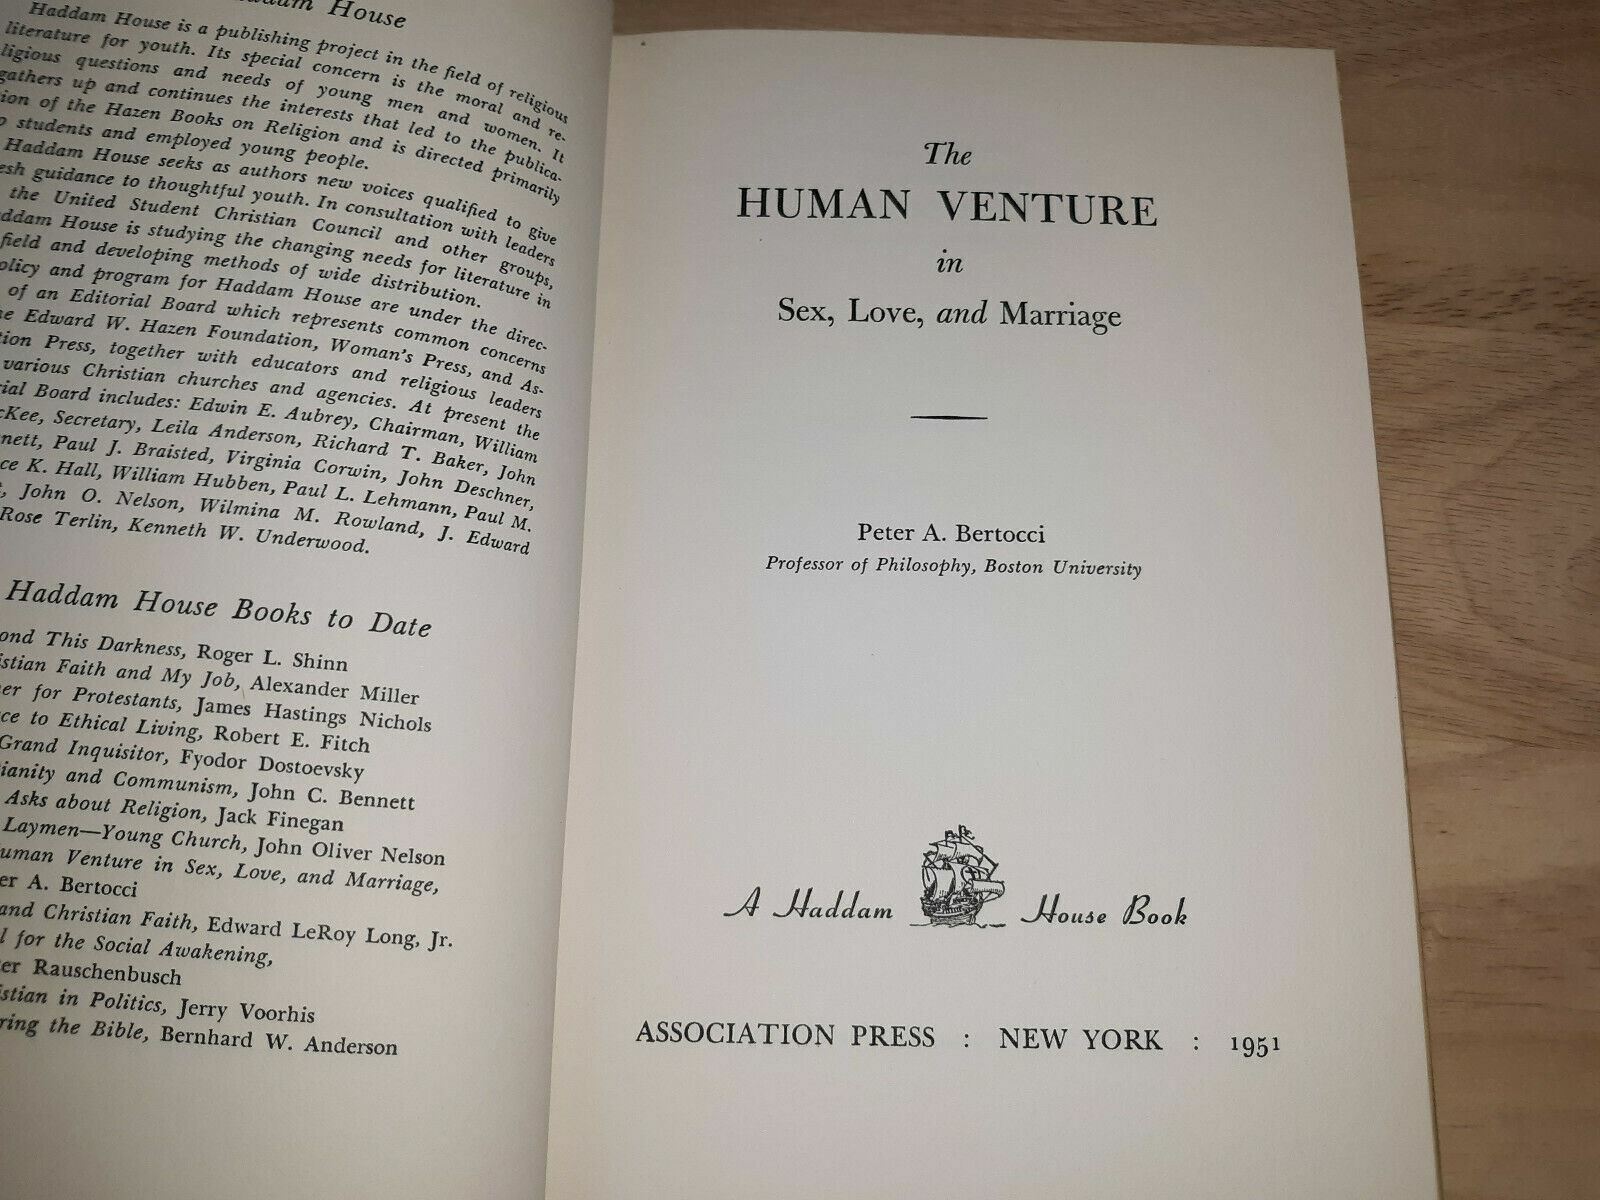 Haddam House
Haddam House is a publishing project in the field of religious
literature for youth. Its special concern is the moral and re-
ligious questions and needs of young men and women. It
gathers up and continues the interests that led to the publica-
tion of the Hazen Books on Religion and is directed primarily
students and employed young people.
Haddam House seeks as authors new voices qualified to give
esh guidance to thoughtful youth. In consultation with leaders
the United Student Christian Council and other groups,
addam House is studying the changing needs for literature in
field and developing methods of wide distribution.
olicy and program for Haddam House are under the direc-
of an Editorial Board which represents common concerns
he Edward W. Hazen Foundation, Woman's Press, and As-
tion Press, together with educators and religious leaders
various Christian churches and agencies. At present the
rial Board includes: Edwin E. Aubrey, Chairman, William
cKee, Secretary, Leila Anderson, Richard T. Baker, John
nnett, Paul J. Braisted, Virginia Corwin, John Deschner,
ce K. Hall, William Hubben, Paul L. Lehmann, Paul M.
, John O. Nelson, Wilmina M. Rowland, J. Edward
Rose Terlin, Kenneth W. Underwood.
Haddam House Books to Date
ond This Darkness, Roger L. Shinn
istian Faith and My Job, Alexander Miller
er for Protestants, James Hastings Nichols
ce to Ethical Living, Robert E. Fitch
Grand Inquisitor, Fyodor Dostoevsky
ianity and Communism, John C. Bennett
Asks about Religion, Jack Finegan
Laymen—Young Church, John Oliver Nelson
uman Venture in Sex, Love, and Marriage,
er A. Bertocci
and Christian Faith, Edward LeRoy Long, Jr.
l for the Social Awakening,
er Rauschenbusch
istian in Politics, Jerry Voorhis
ring the Bible, Bernhard W. Anderson
The
HUMAN VENTURE
in
Sex, Love, and Marriage
Peter A. Bertocci
Professor of Philosophy, Boston University
A Haddam House Book
ASSOCIATION PRESS : NEW YORK : 1951